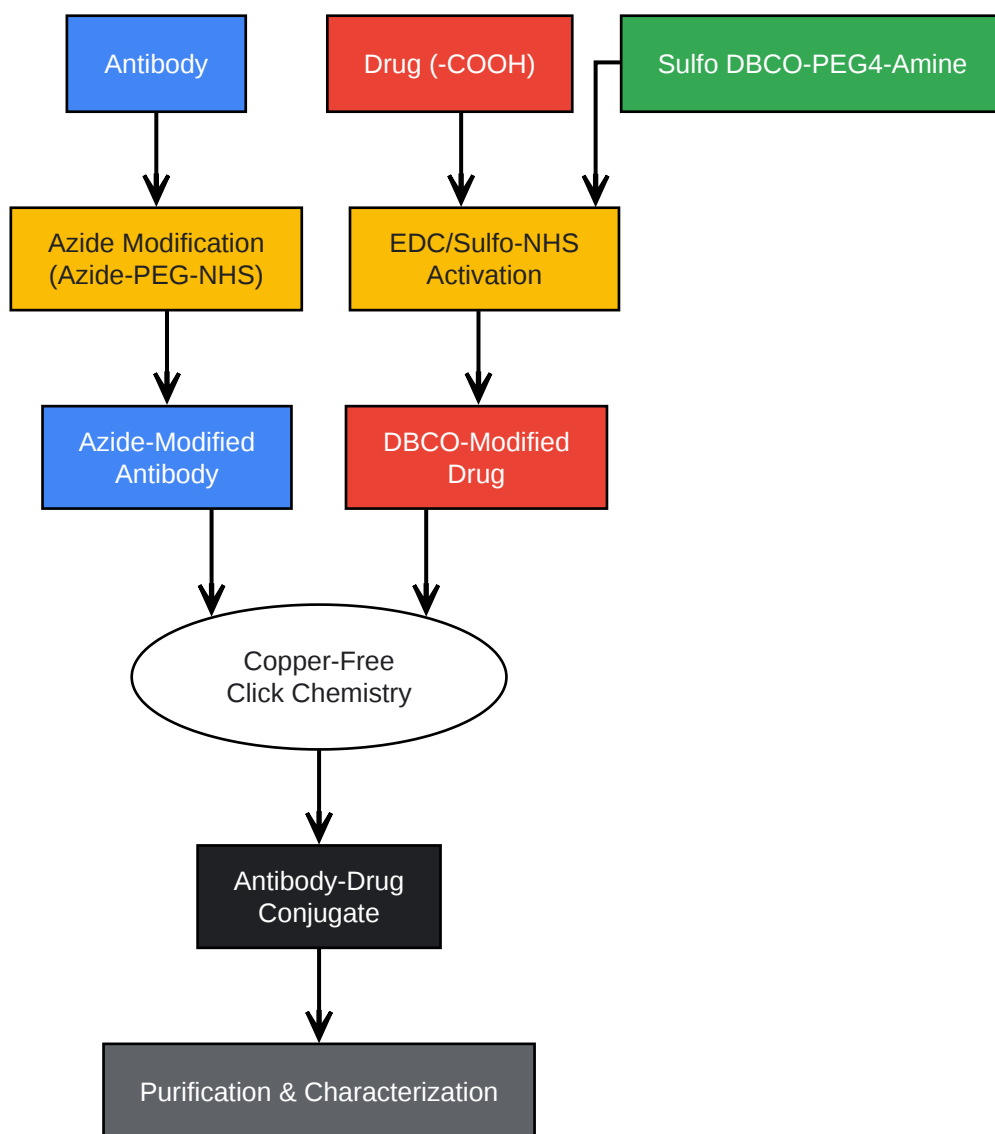 Antibody
Drug (-COOH)
Sulfo DBCO-PEG4-Amine
Azide Modification
(Azide-PEG-NHS)
EDC/Sulfo-NHS
Activation
Azide-Modified
Antibody
DBCO-Modified
Drug
Copper-Free
Click Chemistry
Antibody-Drug
Conjugate
Purification & Characterization